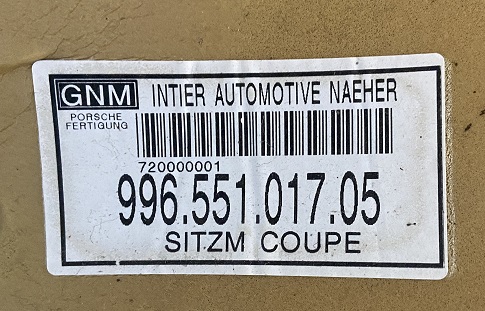 GNM INTIER AUTOMOTIVE NAEHER
PORSCHE
FERTIGUNG
720000001
996.551.017.05
SITZM COUPE